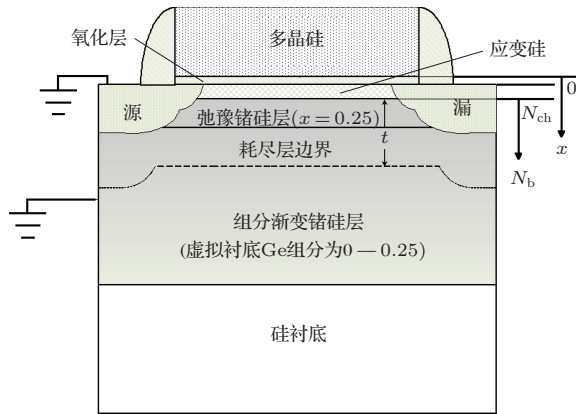 氧化层
多晶硅
应变硅
0
源
漏
弛豫锗硅层(x = 0.25)
N_ch
t
x
耗尽层边界
N_b
组分渐变锗硅层
(虚拟衬底Ge组分为0 — 0.25)
硅衬底